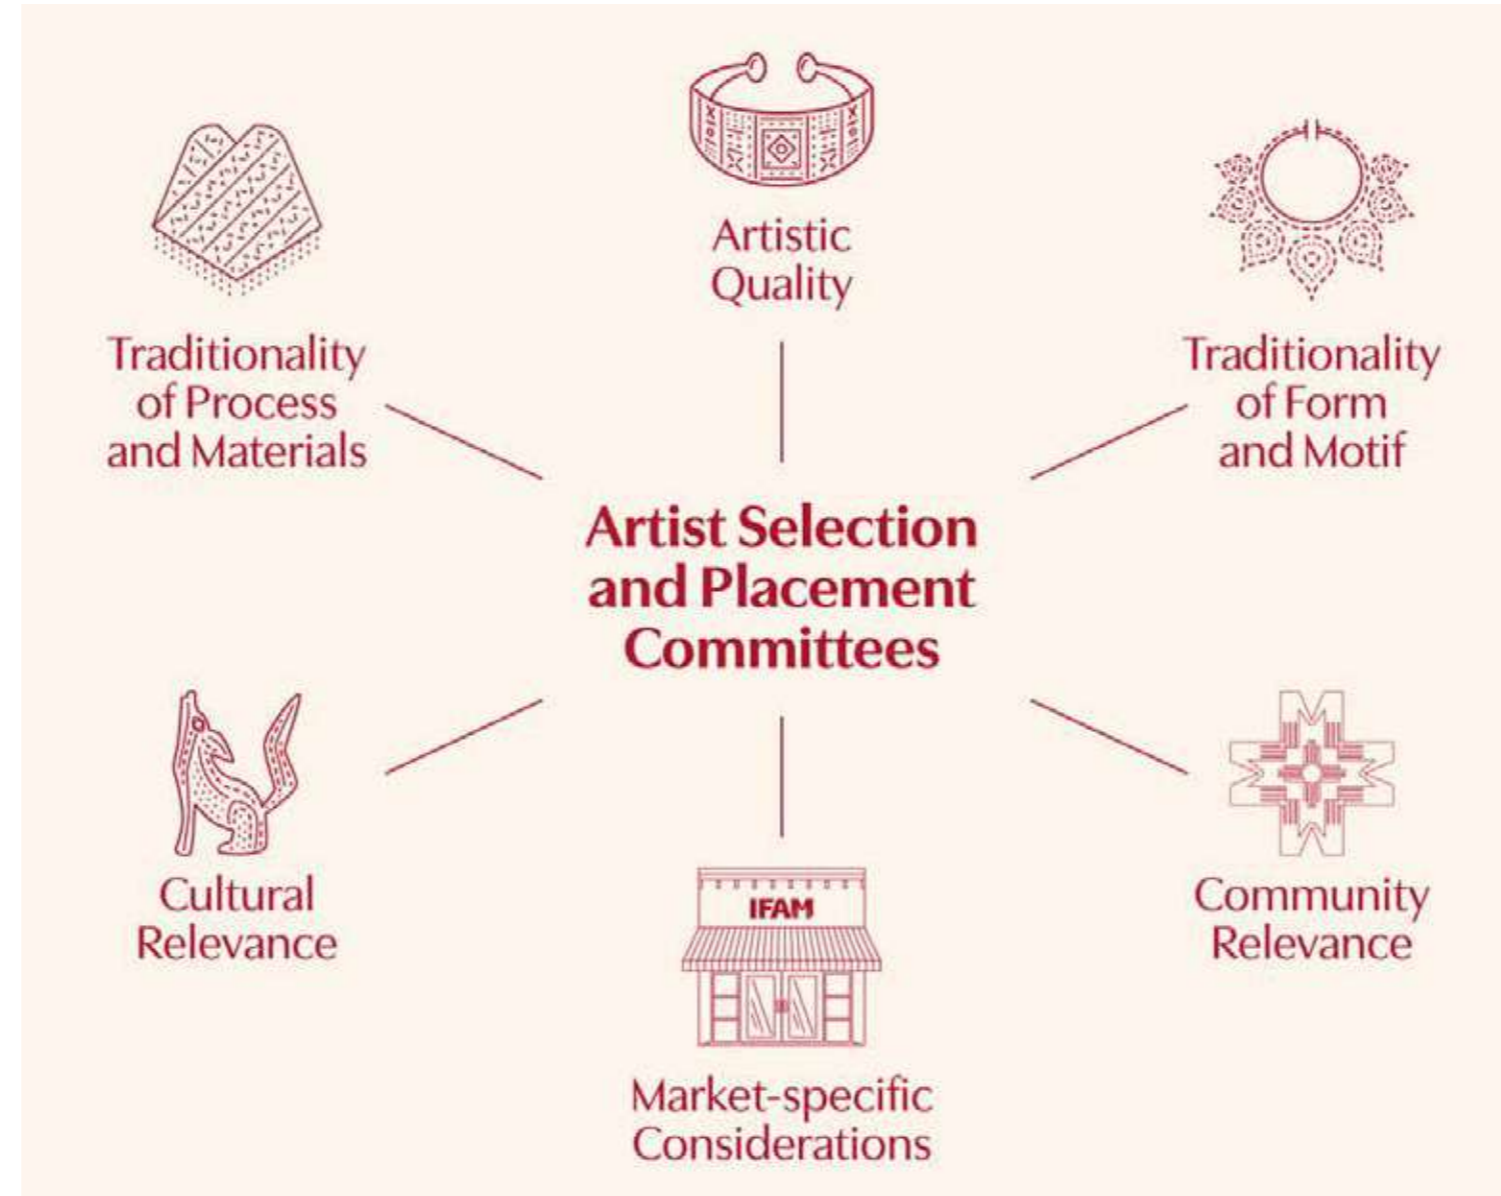 Artistic
Quality
Traditionality
of Process
and Materials
Traditionality
of Form
and Motif
Artist Selection
and Placement
Committees
Cultural
Relevance
IFAM
Market-specific
Considerations
Community
Relevance